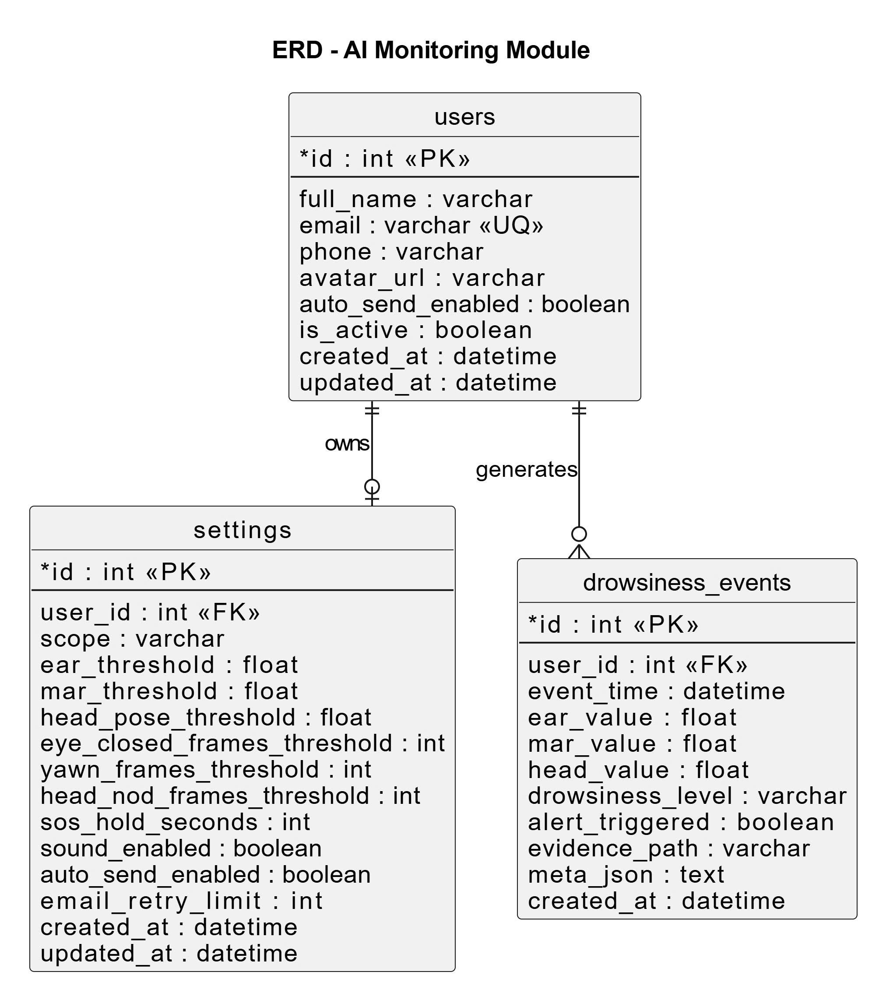 ERD - AI Monitoring Module
users
*id : int «PK»
full_name : varchar
email : varchar «UQ»
phone : varchar
avatar_url : varchar
auto_send_enabled : boolean
is_active : boolean
created_at : datetime
updated_at : datetime
owns
generates
settings
*id : int «PK»
user_id : int «FK»
scope : varchar
ear_threshold : float
mar_threshold : float
head_pose_threshold : float
eye_closed_frames_threshold : int
yawn_frames_threshold : int
head_nod_frames_threshold : int
sos_hold_seconds : int
sound_enabled : boolean
auto_send_enabled : boolean
email_retry_limit : int
created_at : datetime
updated_at : datetime
drowsiness_events
*id : int «PK»
user_id : int «FK»
event_time : datetime
ear_value : float
mar_value : float
head_value : float
drowsiness_level : varchar
alert_triggered : boolean
evidence_path : varchar
meta_json : text
created_at : datetime